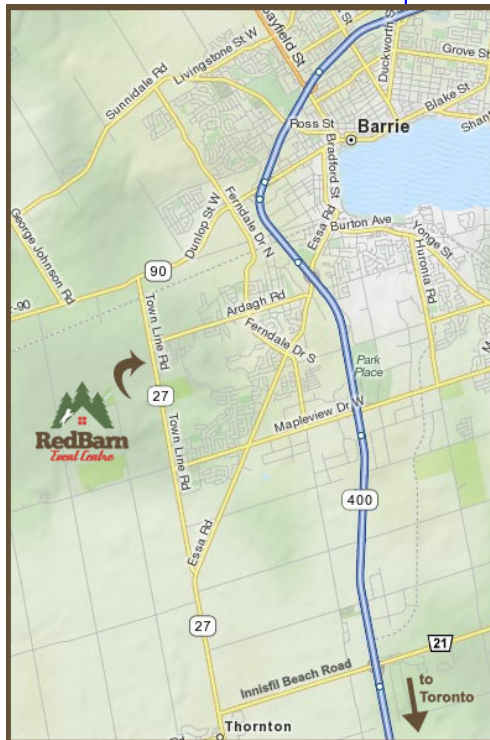 Bayfield St
Duckworth S
Grove St
Livingstone St W
Sunnidale Rd
Blake St
Ross St
Barrie
Bradford St
George Johnson Rd
Dunlop St W
Ferndale Dr N
Essa Rd
Burton Ave
Yonge St
Huronia Rd
90
-90
Town Line Rd
Ardagh Rd
Ferndale Dr S
Park
Place
27
RedBarn
Event Centre
Town Line Rd
Mapleview Dr W
400
Essa Rd
27
21
Innisfil Beach Road
to
Toronto
Thornton